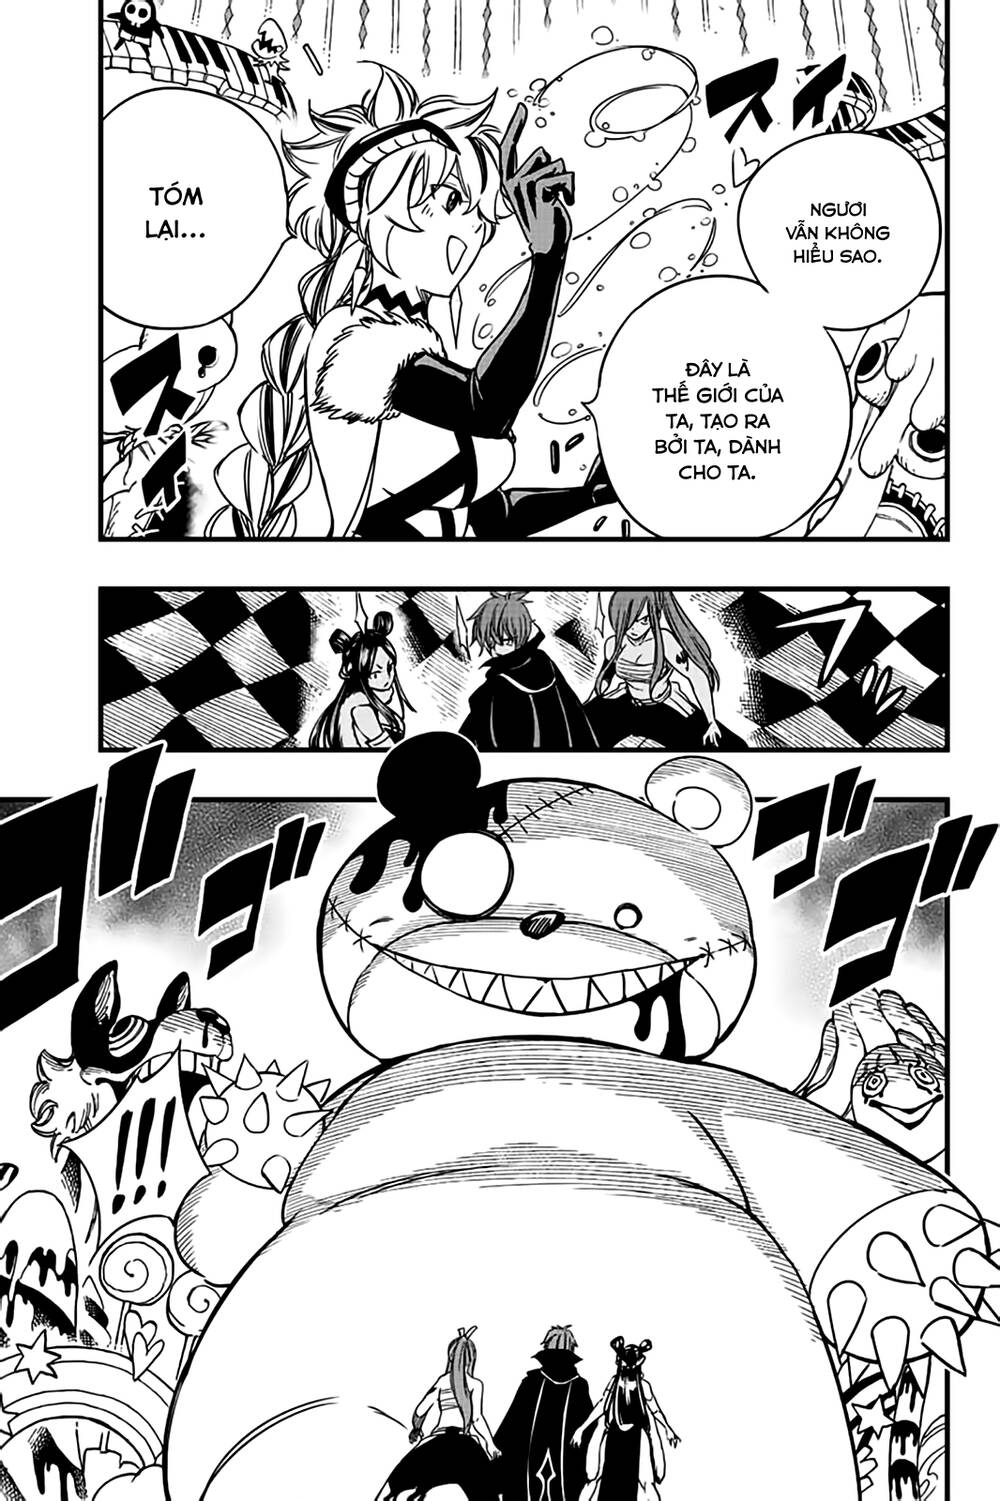 NGƯƠI
VẪN KHÔNG
HIỂU SAO.
ĐÂY LÀ
THẾ GIỚI CỦA
TA, TẠO RA
BỞI TA, DÀNH
CHO TA.
TÓM
LẠI...
スイ
ス
!!!
ゴゴ
ゴゴ